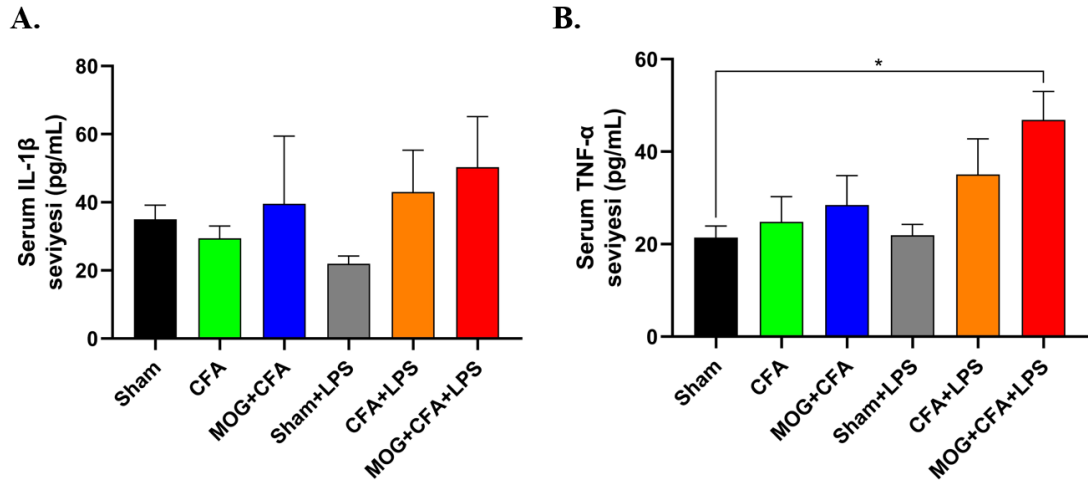 A.
Serum IL-1β
seviyesi (pg/mL)
80
60
40
20
0
Sham
CFA
MOG+CFA
Sham+LPS
CFA+LPS
MOG+CFA+LPS
B.
Serum TNF-α
seviyesi (pg/mL)
60
40
20
0
*
Sham
CFA
MOG+CFA
Sham+LPS
CFA+LPS
MOG+CFA+LPS